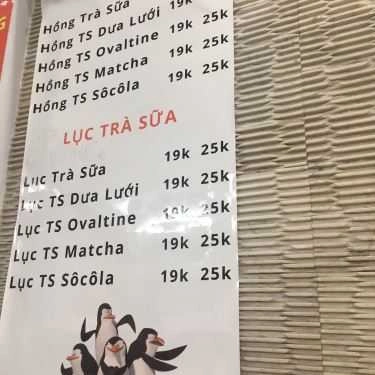 Hồng Trà Sữa 19k 25k
Hồng TS Dưa Lưới 19k 25k
Hồng TS Ovaltine 19k 25k
Hồng TS Matcha 19k 25k
Hồng TS Sôcôla 19k 25k
LỤC TRÀ SỮA
Lục Trà Sữa 19k 25k
Lục TS Dưa Lưới 19k 25k
Lục TS Ovaltine 19k 25k
Lục TS Matcha 19k 25k
Lục TS Sôcôla 19k 25k